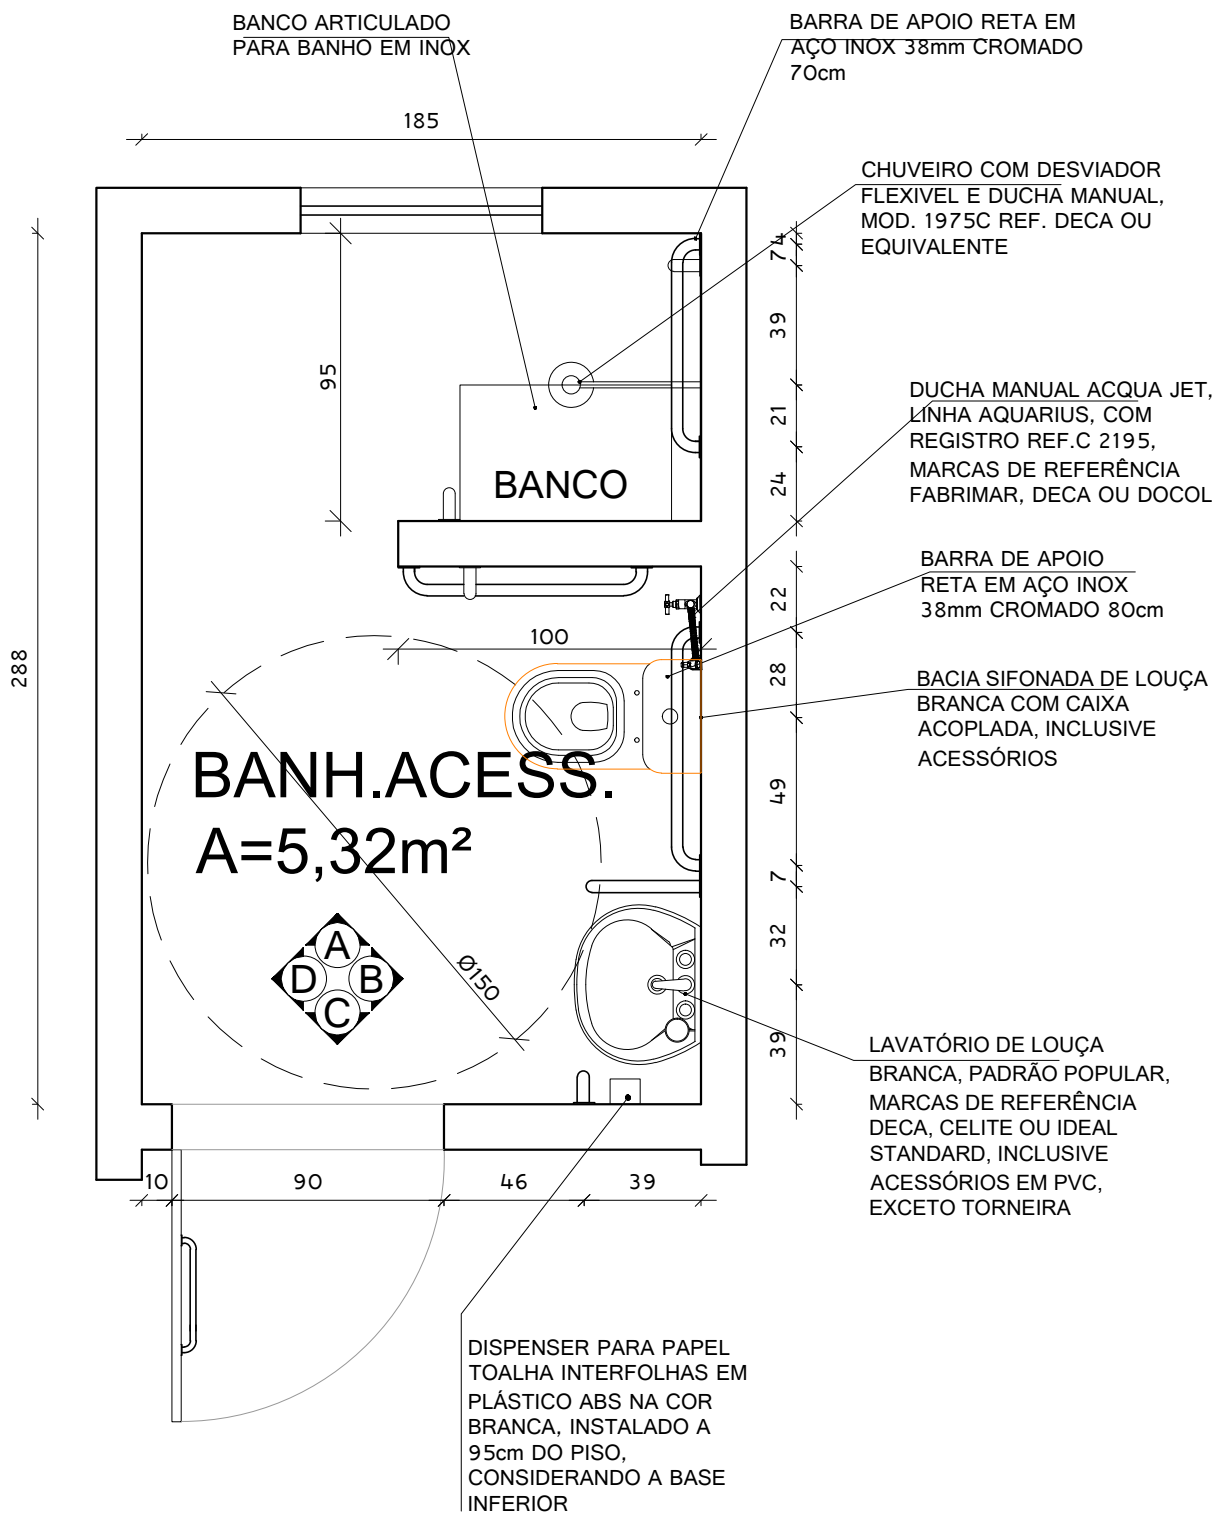 BANCO ARTICULADO
PARA BANHO EM INOX
BARRA DE APOIO RETA EM
AÇO INOX 38mm CROMADO
70cm
185
CHUVEIRO COM DESVIADOR
FLEXIVEL E DUCHA MANUAL,
MOD. 1975C REF. DECA OU
EQUIVALENTE
4
7
39
95
21
24
DUCHA MANUAL ACQUA JET,
LINHA AQUARIUS, COM
REGISTRO REF.C 2195,
MARCAS DE REFERÊNCIA
FABRIMAR, DECA OU DOCOL
BANCO
BARRA DE APOIO
RETA EM AÇO INOX
38mm CROMADO 80cm
22
100
288
28
BACIA SIFONADA DE LOUÇA
BRANCA COM CAIXA
ACOPLADA, INCLUSIVE
ACESSÓRIOS
49
BANH.ACESS.
A=5,32m²
7
32
A
D
B
C
Ø150
39
LAVATÓRIO DE LOUÇA
BRANCA, PADRÃO POPULAR,
MARCAS DE REFERÊNCIA
DECA, CELITE OU IDEAL
STANDARD, INCLUSIVE
ACESSÓRIOS EM PVC,
EXCETO TORNEIRA
10
90
46
39
DISPENSER PARA PAPEL
TOALHA INTERFOLHAS EM
PLÁSTICO ABS NA COR
BRANCA, INSTALADO A
95cm DO PISO,
CONSIDERANDO A BASE
INFERIOR